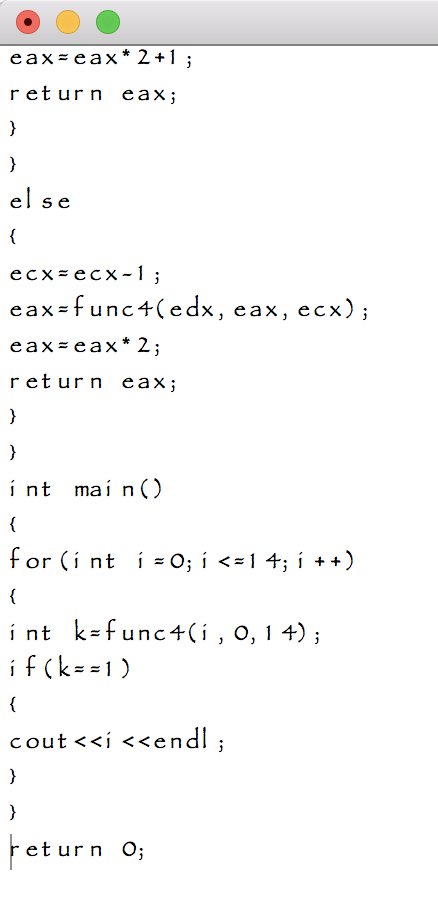 eax=eax*2+1;
return eax;
}
}
else
{
ecx=ecx-1;
eax=func4(edx,eax,ecx);
eax=eax*2;
return eax;
}
}
int main()
{
for(int i=0;i<=14;i++)
{
int k=func4(i,0,14);
if(k==1)
{
cout<<i<<endl;
}
}
return 0;